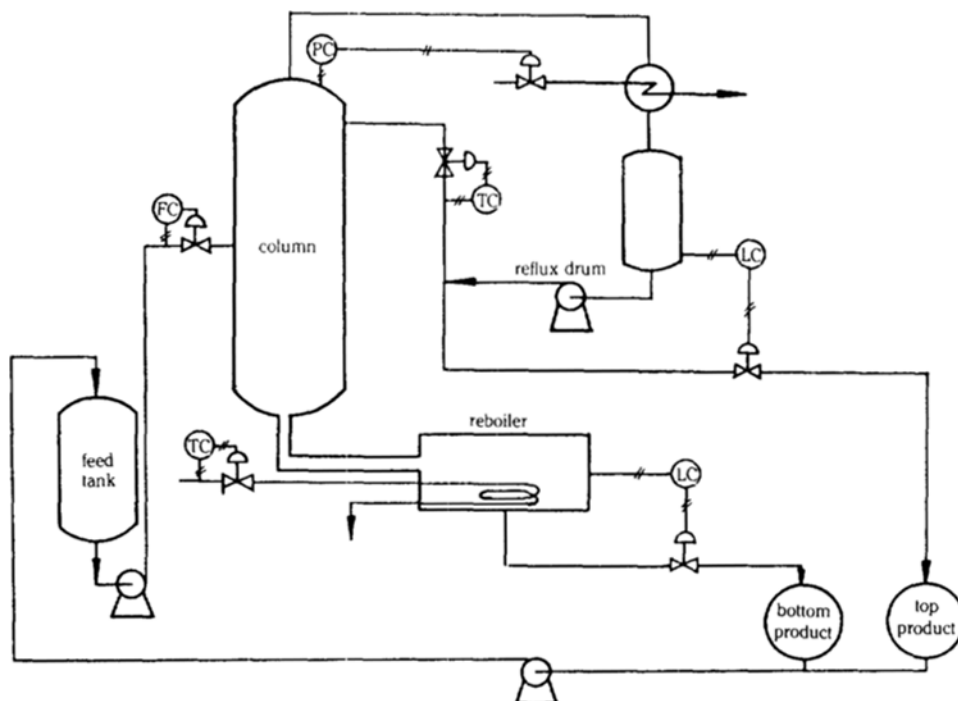 PC
TC
FC
column
reflux drum
LC
reboiler
TC
feed
tank
LC
bottom
product
top
product